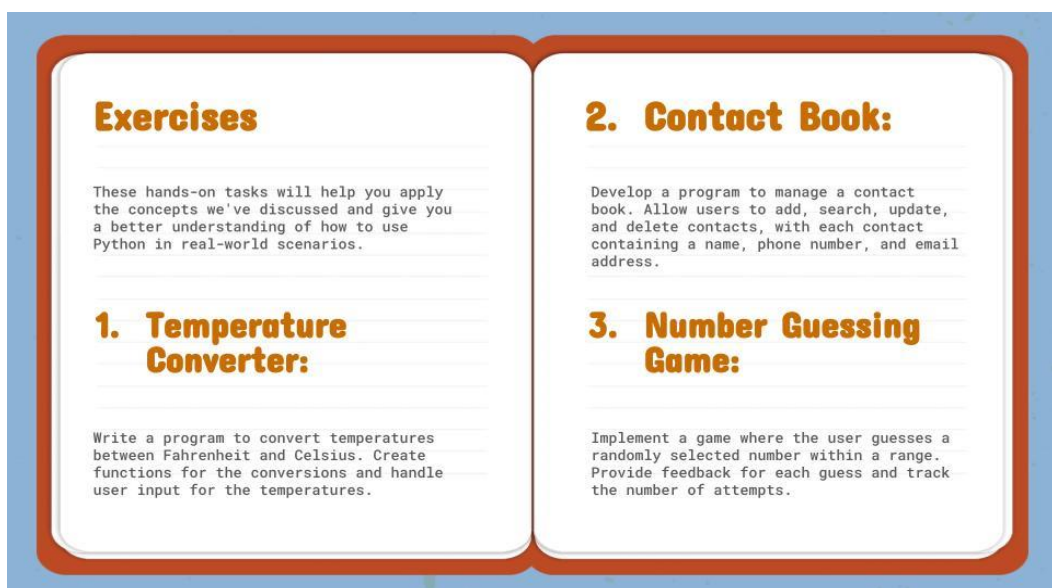 Exercises
These hands-on tasks will help you apply
the concepts we've discussed and give you
a better understanding of how to use
Python in real-world scenarios.
1. Temperature
Converter:
Write a program to convert temperatures
between Fahrenheit and Celsius. Create
functions for the conversions and handle
user input for the temperatures.
2. Contact Book:
Develop a program to manage a contact
book. Allow users to add, search, update,
and delete contacts, with each contact
containing a name, phone number, and email
address.
3. Number Guessing
Game:
Implement a game where the user guesses a
randomly selected number within a range.
Provide feedback for each guess and track
the number of attempts.